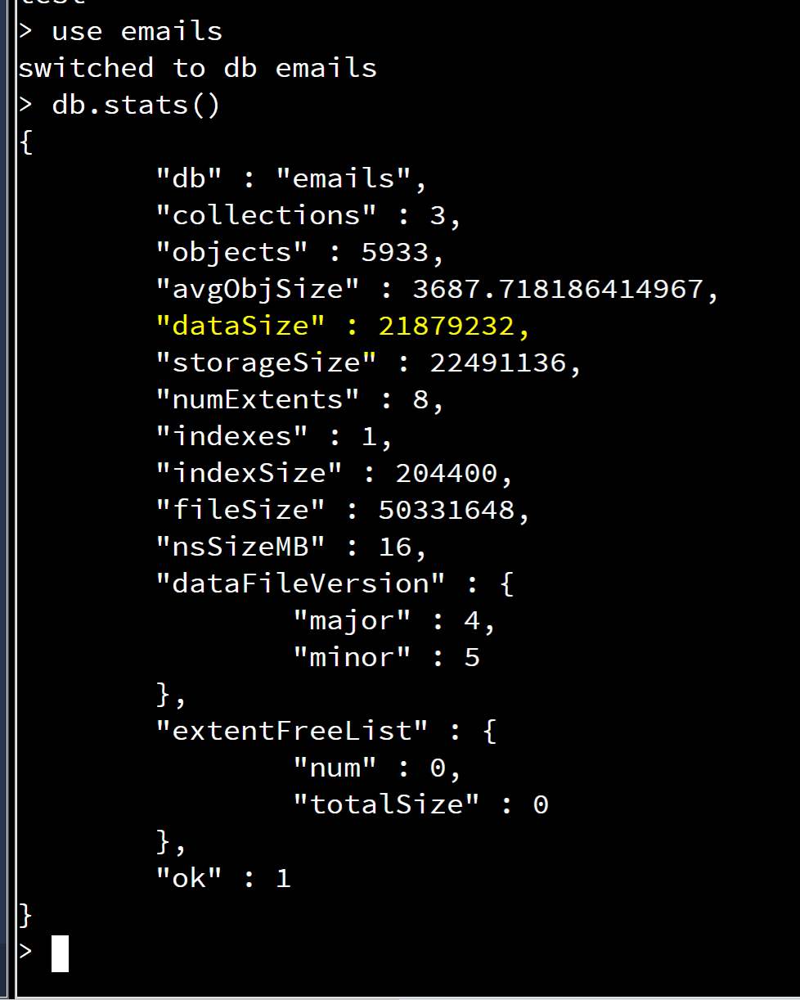 test
> use emails
switched to db emails
> db.stats()
{
        "db" : "emails",
        "collections" : 3,
        "objects" : 5933,
        "avgObjSize" : 3687.718186414967,
        "dataSize" : 21879232,
        "storageSize" : 22491136,
        "numExtents" : 8,
        "indexes" : 1,
        "indexSize" : 204400,
        "fileSize" : 50331648,
        "nsSizeMB" : 16,
        "dataFileVersion" : {
                "major" : 4,
                "minor" : 5
        },
        "extentFreeList" : {
                "num" : 0,
                "totalSize" : 0
        },
        "ok" : 1
}
>